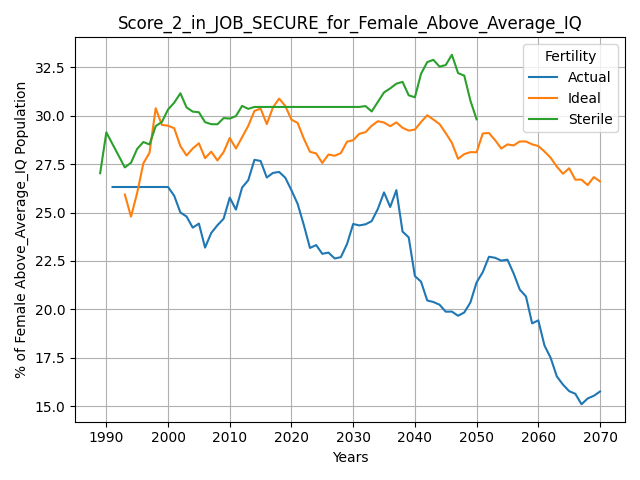 Score_2_in_JOB_SECURE_for_Female_Above_Average_IQ
Fertility
Actual
Ideal
Sterile
% of Female Above_Average_IQ Population
32.5
30.0
27.5
25.0
22.5
20.0
17.5
15.0
1990 2000 2010 2020 2030 2040 2050 2060 2070
Years